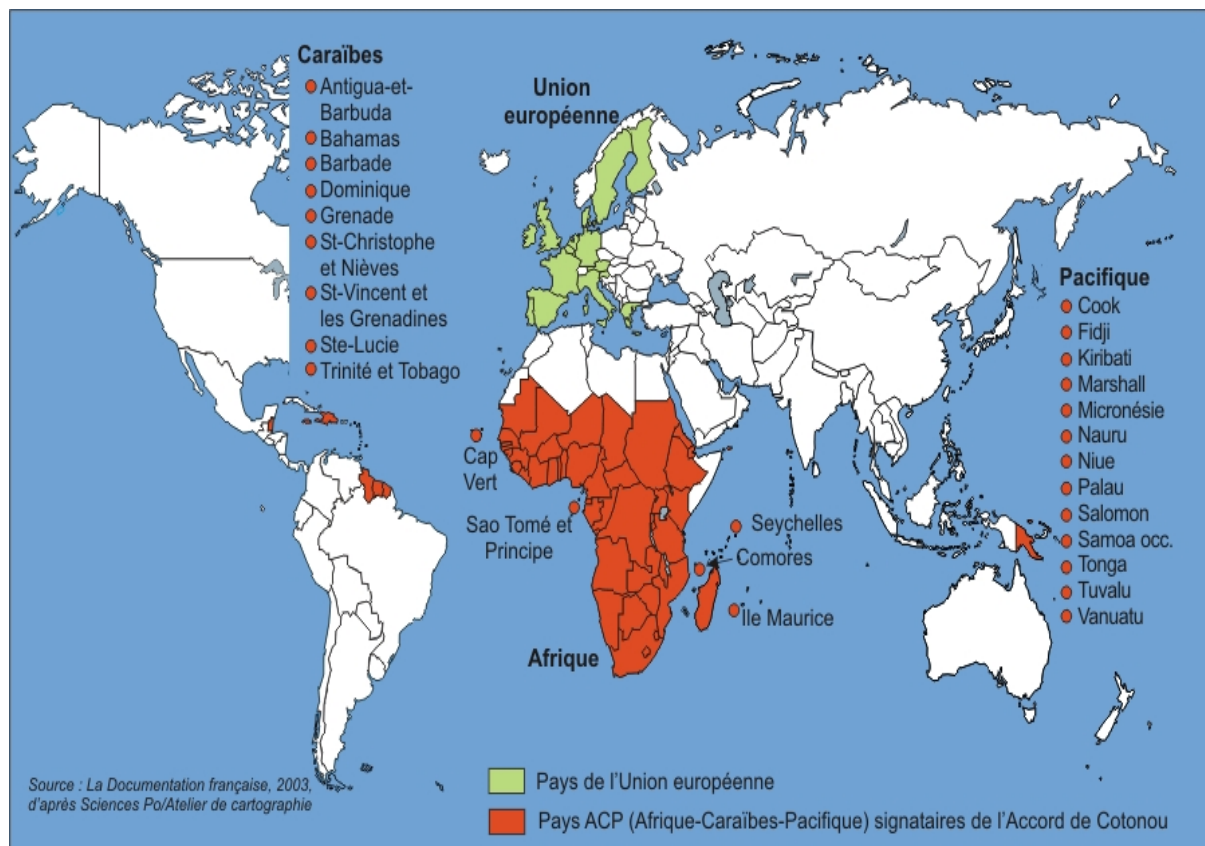 Caraïbes
Antigua-et-
Barbuda
Bahamas
Barbade
Dominique
Grenade
St-Christophe
et Nièves
St-Vincent et
les Grenadines
Ste-Lucie
Trinité et Tobago
Union
européenne
Pacifique
Cook
Fidji
Kiribati
Marshall
Micronésie
Nauru
Niue
Palau
Salomon
Samoa occ.
Tonga
Tuvalu
Vanuatu
Cap
Vert
Sao Tomé et
Principe
Seychelles
Comores
Île Maurice
Afrique
Source : La Documentation française, 2003,
d'après Sciences Po/Atelier de cartographie
Pays de l'Union européenne
Pays ACP (Afrique-Caraïbes-Pacifique) signataires de l'Accord de Cotonou